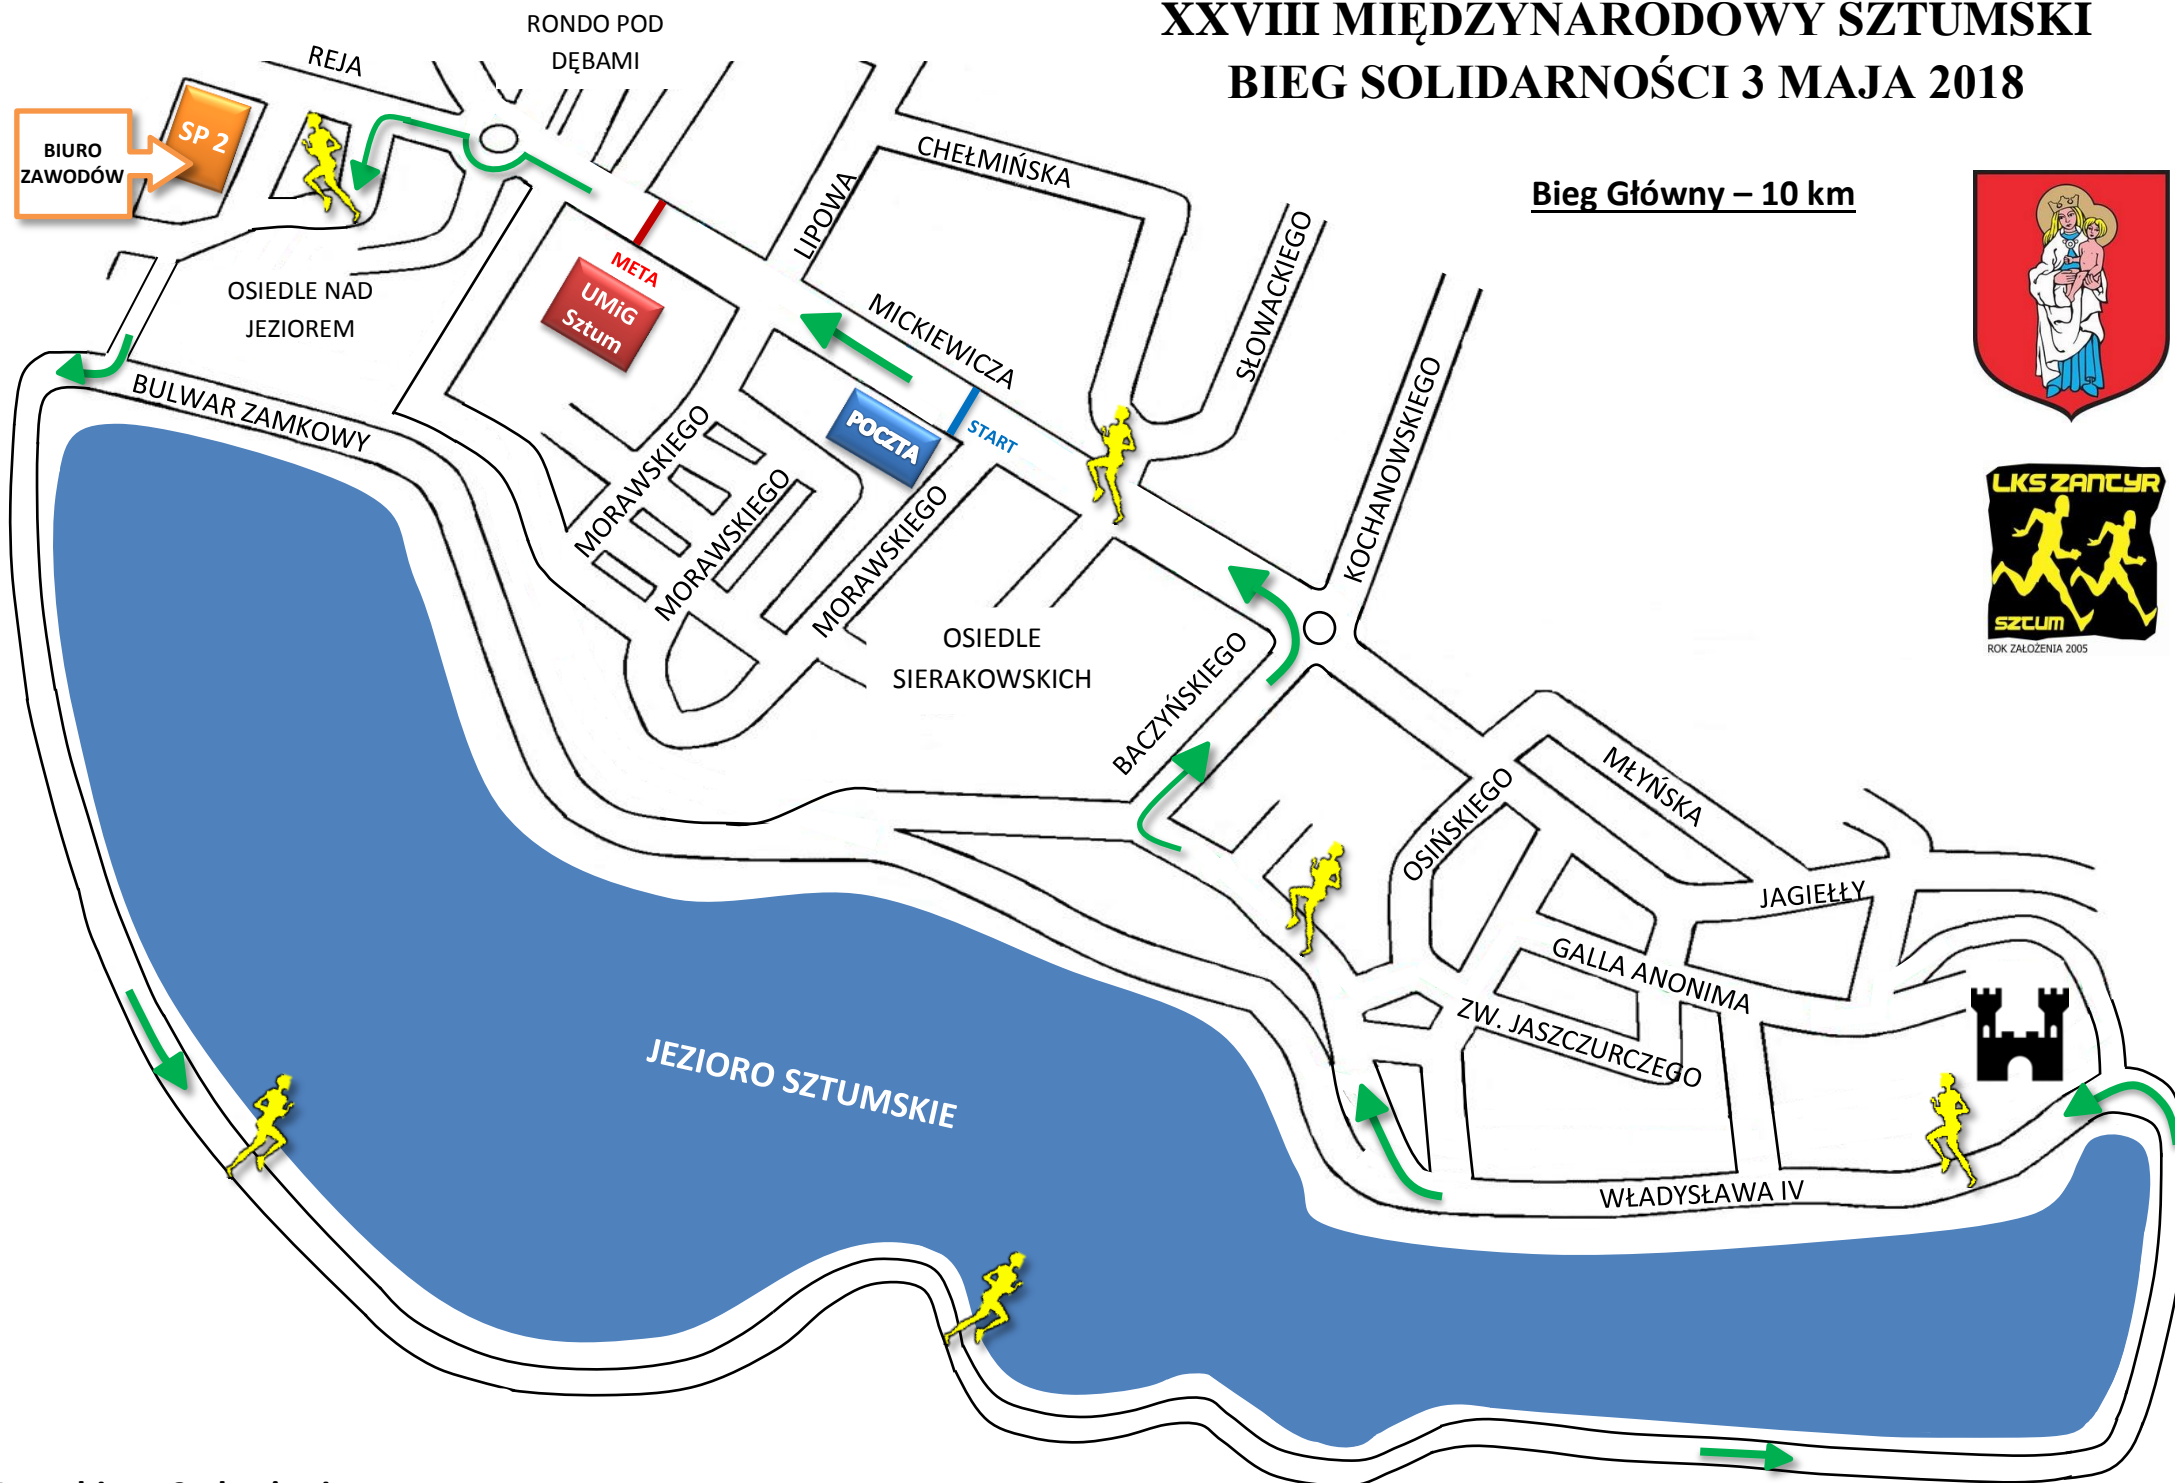 XXVIII MIĘDZYNARODOWY SZTUMSKI
BIEG SOLIDARNOŚCI 3 MAJA 2018
RONDO POD
DĘBAMI
REJA
SP 2
BIURO
ZAWODÓW
CHEŁMIŃSKA
LIPOWA
Bieg Główny – 10 km
SŁOWACKIEGO
META
UMiG
Sztum
OSIEDLE NAD
JEZIOREM
MICKIEWICZA
BULWAR ZAMKOWY
POCZTA
START
KOCHANOWSKIEGO
MORAWSKIEGO
MORAWSKIEGO
MORAWSKIEGO
LKS ZANTYR
SZTUM
ROK ZAŁOŻENIA 2005
OSIEDLE
SIERAKOWSKICH
BACZYŃSKIEGO
MŁYŃSKA
OSIŃSKIEGO
JAGIEŁŁY
GALLA ANONIMA
ZW. JASZCZURCZEGO
JEZIORO SZTUMSKIE
WŁADYSŁAWA IV